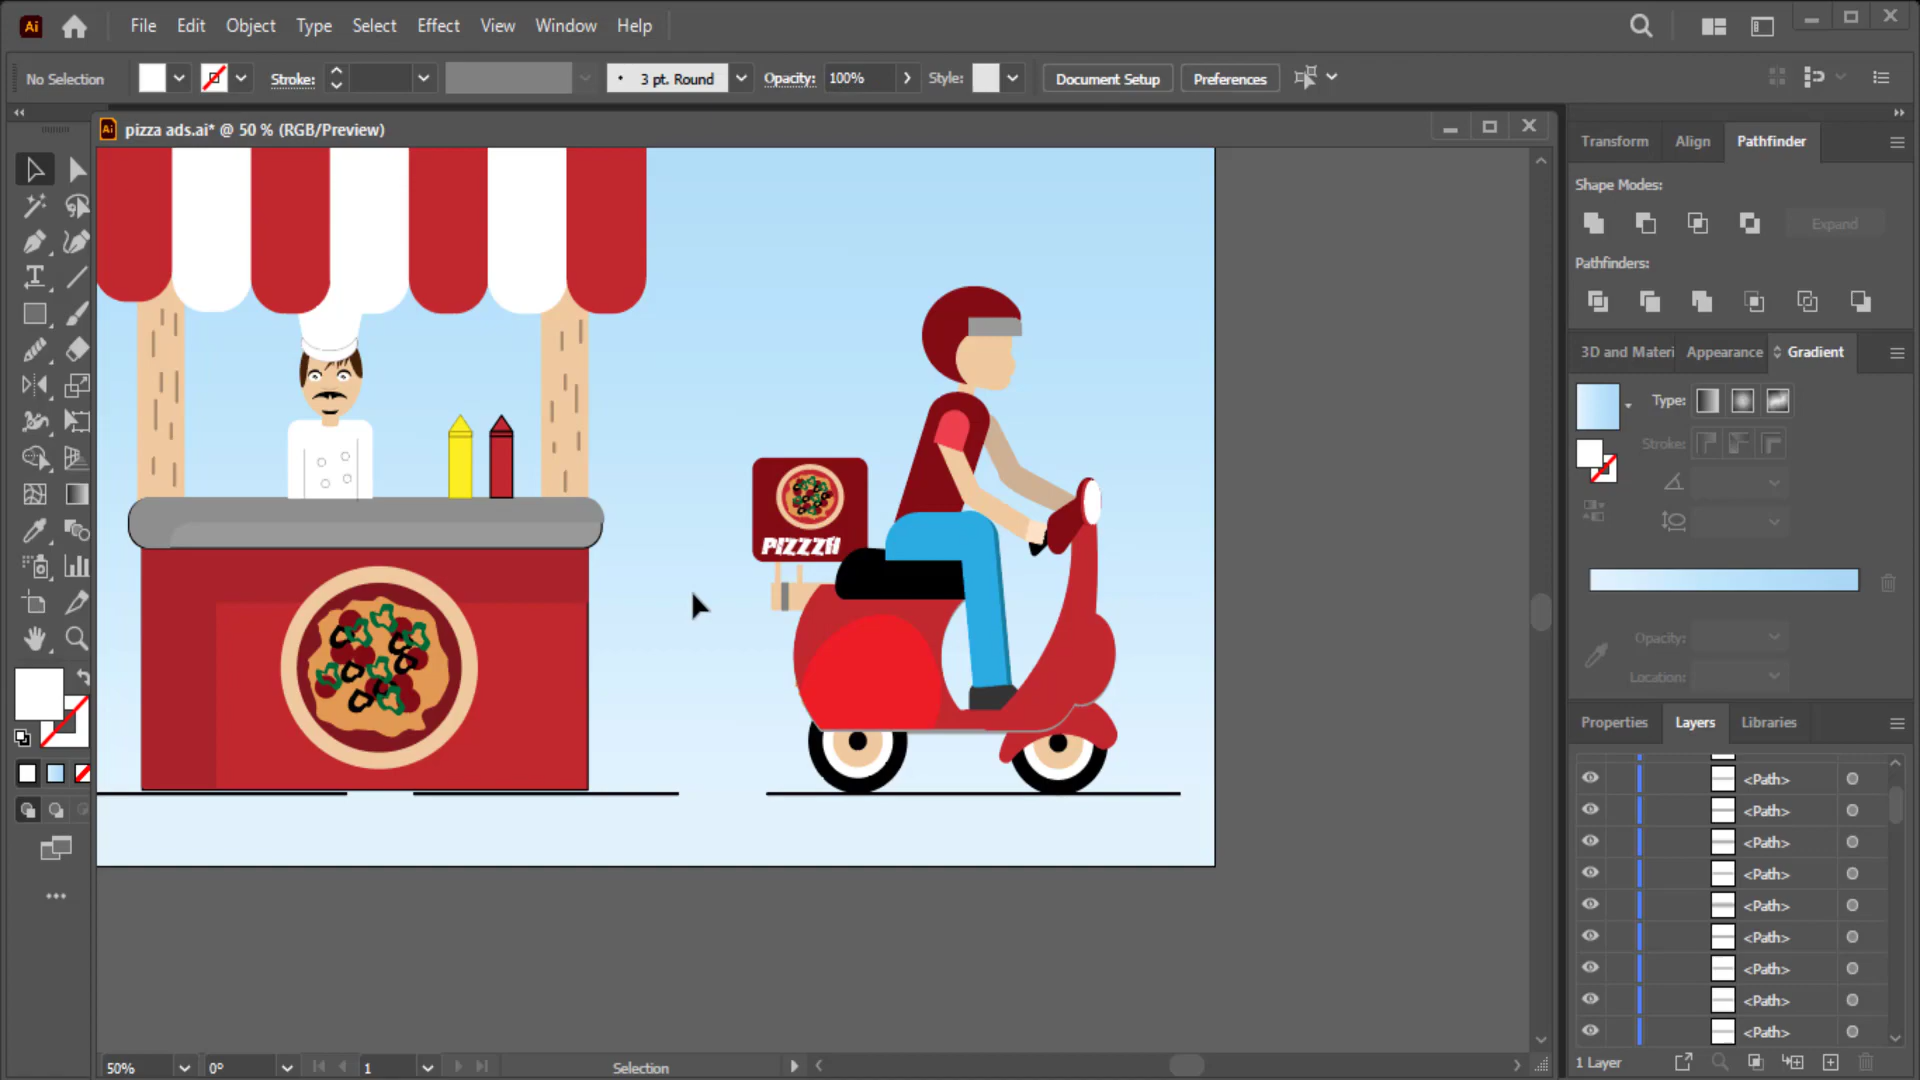 Ai File Edit Object Type Select Effect View Window Help
No Selection Stroke: 3 pt. Round Opacity: 100% Style: Document Setup Preferences
Ai pizza ads.ai* @ 50 % (RGB/Preview)
Transform Align Pathfinder
Shape Modes:
Expand
Pathfinders:
3D and Materi Appearance Gradient
Type:
Stroke:
PIZZZA
Opacity:
Location:
Properties Layers Libraries
<Path>
<Path>
<Path>
<Path>
<Path>
<Path>
<Path>
<Path>
<Path>
50% 0° 1 Selection
1 Layer